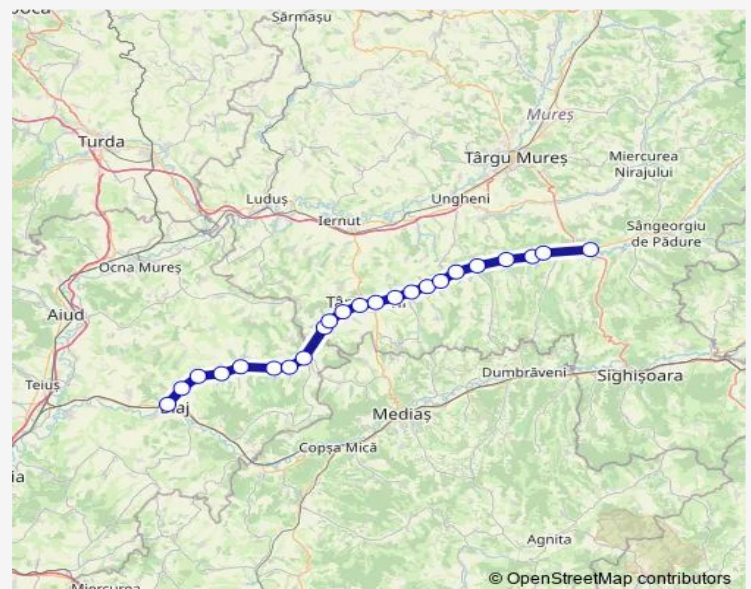 Sărmașu
Mureș
Turda
Târgu Mureș
Miercurea
Nirajului
Luduș
Ungheni
Iernut
Sângeorgiu
de Pădure
Ocna Mureș
Aiud
Teiuș
Dumbrăveni
Sighișoara
Mediaș
Copșa Mică
Agnita
© OpenStreetMap contributors